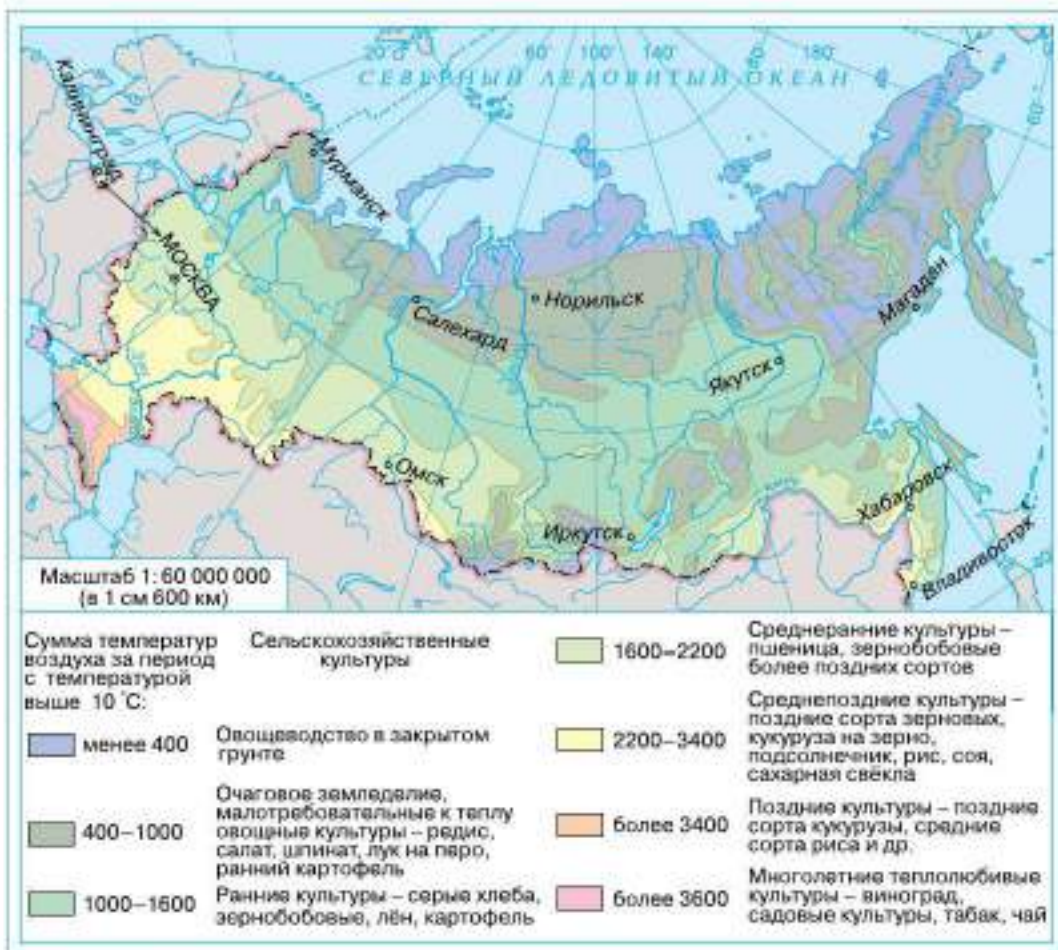 20°
60°
100°
140°
180°
СЕВЕРНЫЙ ЛЕДОВИТЫЙ ОКЕАН
Калининград
Мурманск
МОСКВА
Салехард
Норильск
Магадан
Якутск
Омск
Иркутск
Хабаровск
Владивосток
Масштаб 1:60 000 000
(в 1 см 600 км)
Сумма температур
воздуха за период
с температурой
выше 10 °С:
Сельскохозяйственные
культуры
менее 400
Овощеводство в закрытом
грунте
400–1000
Очаговое земледелие,
малотребовательные к теплу
овощные культуры – редис,
салат, шпинат, лук на перо,
ранний картофель
1000–1600
Ранние культуры – серые хлеба,
зернобобовые, лён, картофель
1600–2200
Среднеранние культуры –
пшеница, зернобобовые
более поздних сортов
2200–3400
Среднепоздние культуры –
поздние сорта зерновых,
кукуруза на зерно,
подсолнечник, рис, соя,
сахарная свёкла
более 3400
Поздние культуры – поздние
сорта кукурузы, средние
сорта риса и др.
более 3600
Многолетние теплолюбивые
культуры – виноград,
садовые культуры, табак, чай